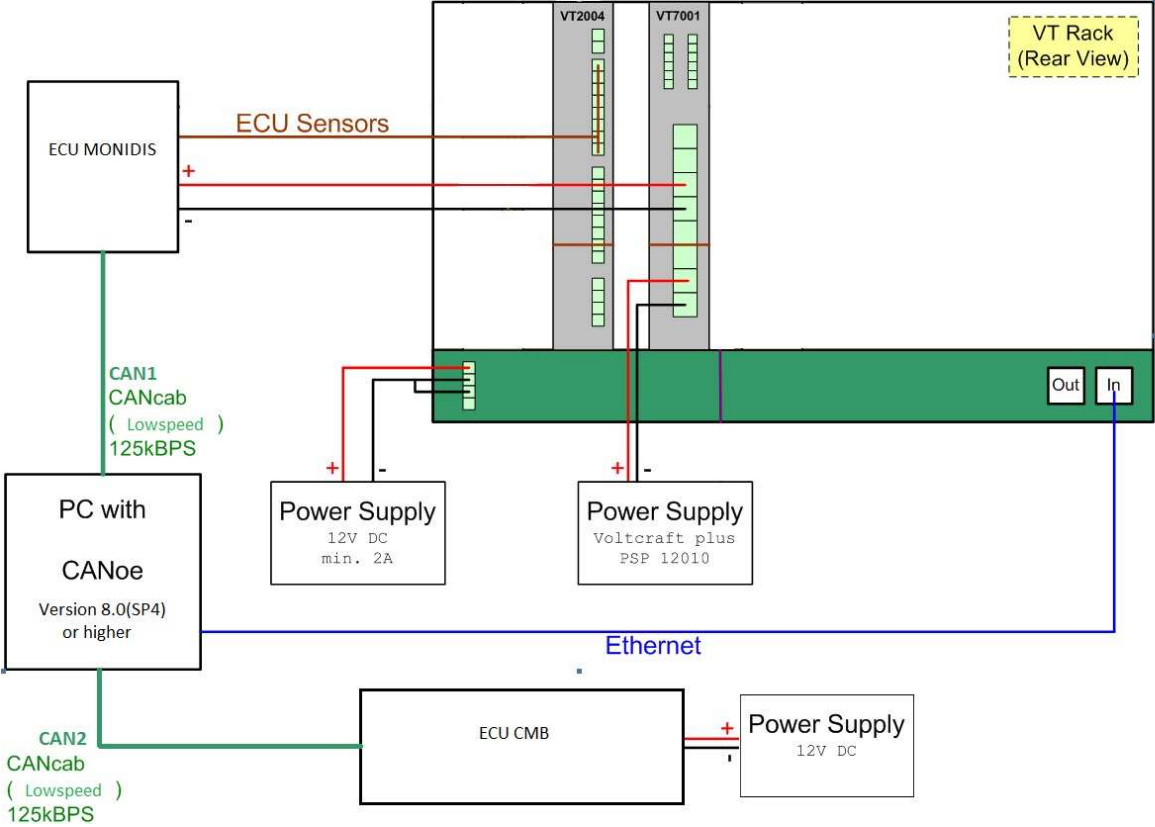 VT2004
VT7001
VT Rack
(Rear View)
ECU MONIDIS
ECU Sensors
+
-
CAN1
CANcab
( Lowspeed )
125kBPS
Out
In
+
-
+
-
Power Supply
12V DC
min. 2A
Power Supply
Voltcraft plus
PSP 12010
PC with
CANoe
Version 8.0(SP4)
or higher
Ethernet
CAN2
CANcab
( Lowspeed )
125kBPS
ECU CMB
+
-
Power Supply
12V DC